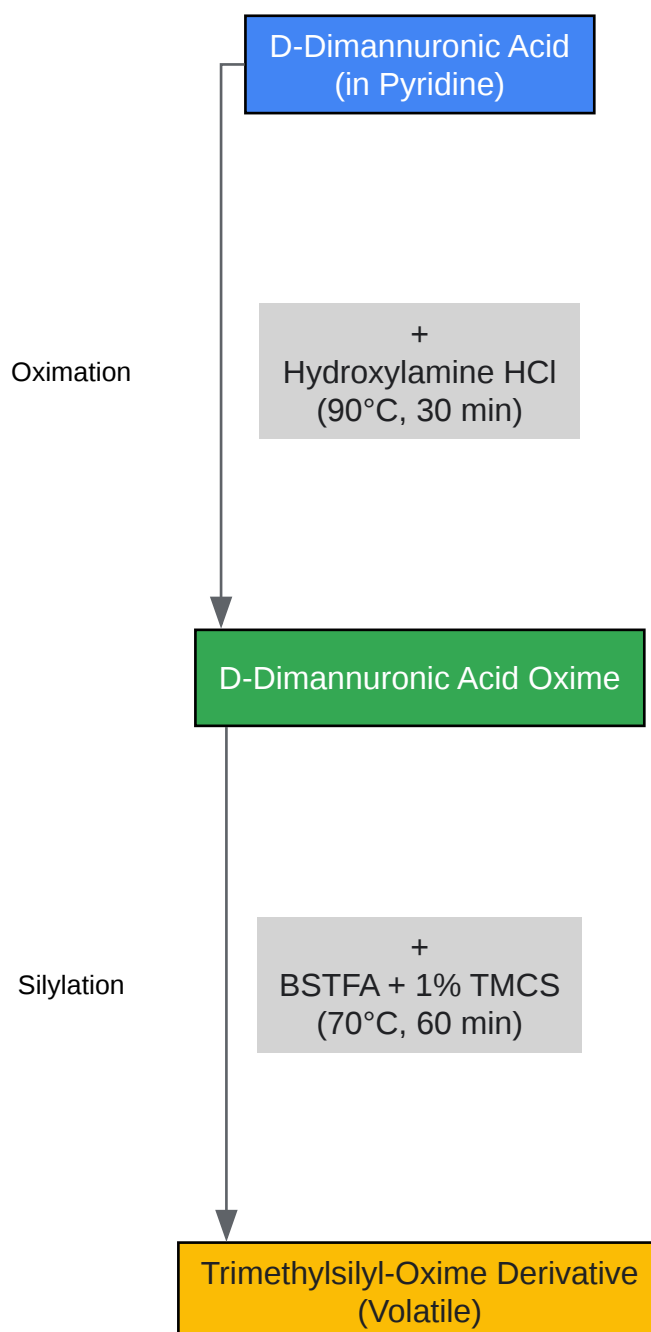 D-Dimannuronic Acid
(in Pyridine)
Oximation
+
Hydroxylamine HCl
(90°C, 30 min)
D-Dimannuronic Acid Oxime
Silylation
+
BSTFA + 1% TMCS
(70°C, 60 min)
Trimethylsilyl-Oxime Derivative
(Volatile)